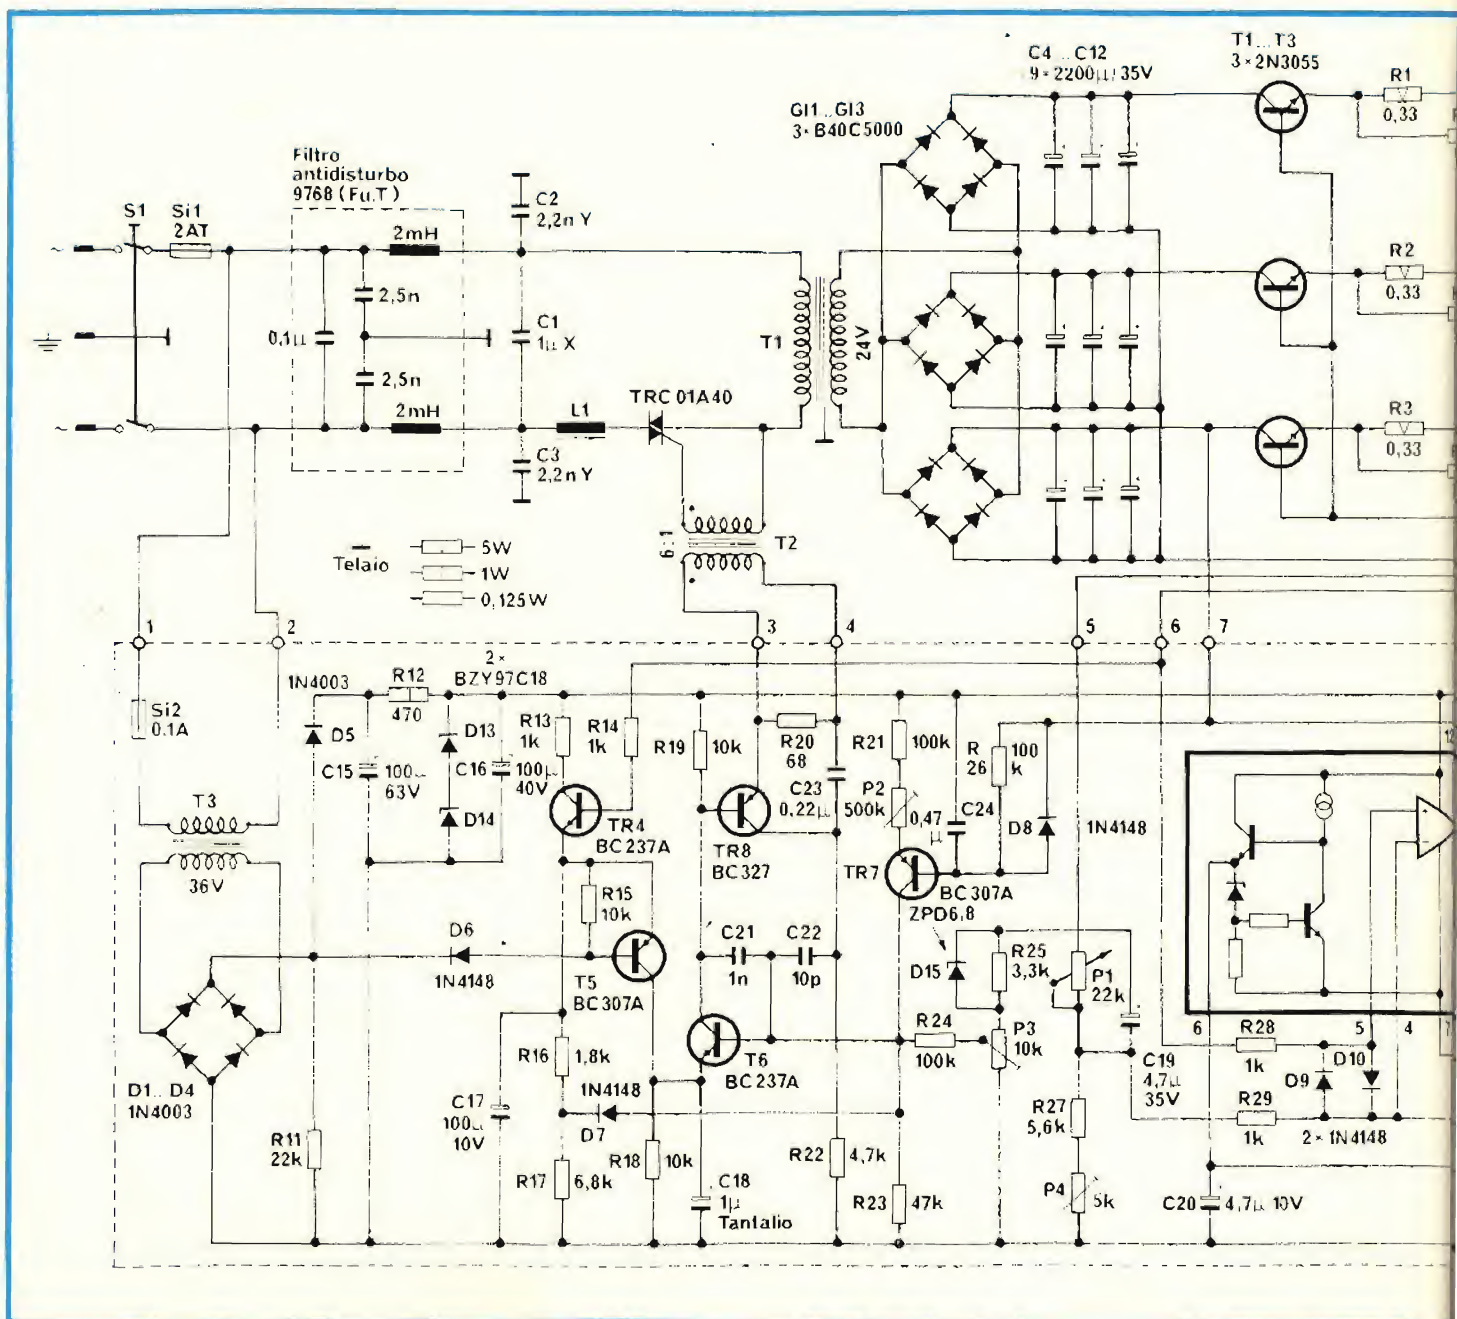 C4 ... C12
9×2200µ/35V
T1...T3
3×2N3055
R1
0,33
GI1...GI3
3×B40C5000
Filtro
antidisturbo
9768 (Fu.T)
S1
Si1
2AT
2mH
C2
2,2n Y
R2
0,33
2,5n
0,1µ
C1
1µ X
T1
24V
2,5n
2mH
L1
TRC 01A40
R3
0,33
C3
2,2n Y
6:1
T2
Telaio
5W
1W
0,125W
1
2
3
4
5
6
7
1N4003
R12
470
2×
BZY97C18
Si2
0.1A
D5
C15
100µ
63V
D13
C16
100µ
40V
D14
R13
1k
R14
1k
R19
10k
R20
68
R21
100k
R
26
100
k
12
T3
36V
TR4
BC237A
C23
0,22µ
P2
500k
0,47
µ
C24
D8
1N4148
TR8
BC327
TR7
BC307A
ZPD6,8
R15
10k
D6
1N4148
T5
BC307A
C21
1n
C22
10p
D15
R25
3,3k
P1
22k
6
R28
1k
5
4
7
D1...D4
1N4003
R16
1,8k
T6
BC237A
R24
100k
P3
10k
C19
4,7µ
35V
D9
D10
R29
1k
2×1N4148
C17
100µ
10V
1N4148
D7
R27
5,6k
R11
22k
R17
6,8k
R18
10k
C18
1µ
Tantalio
R22
4,7k
R23
47k
P4
5k
C20
4,7µ 10V